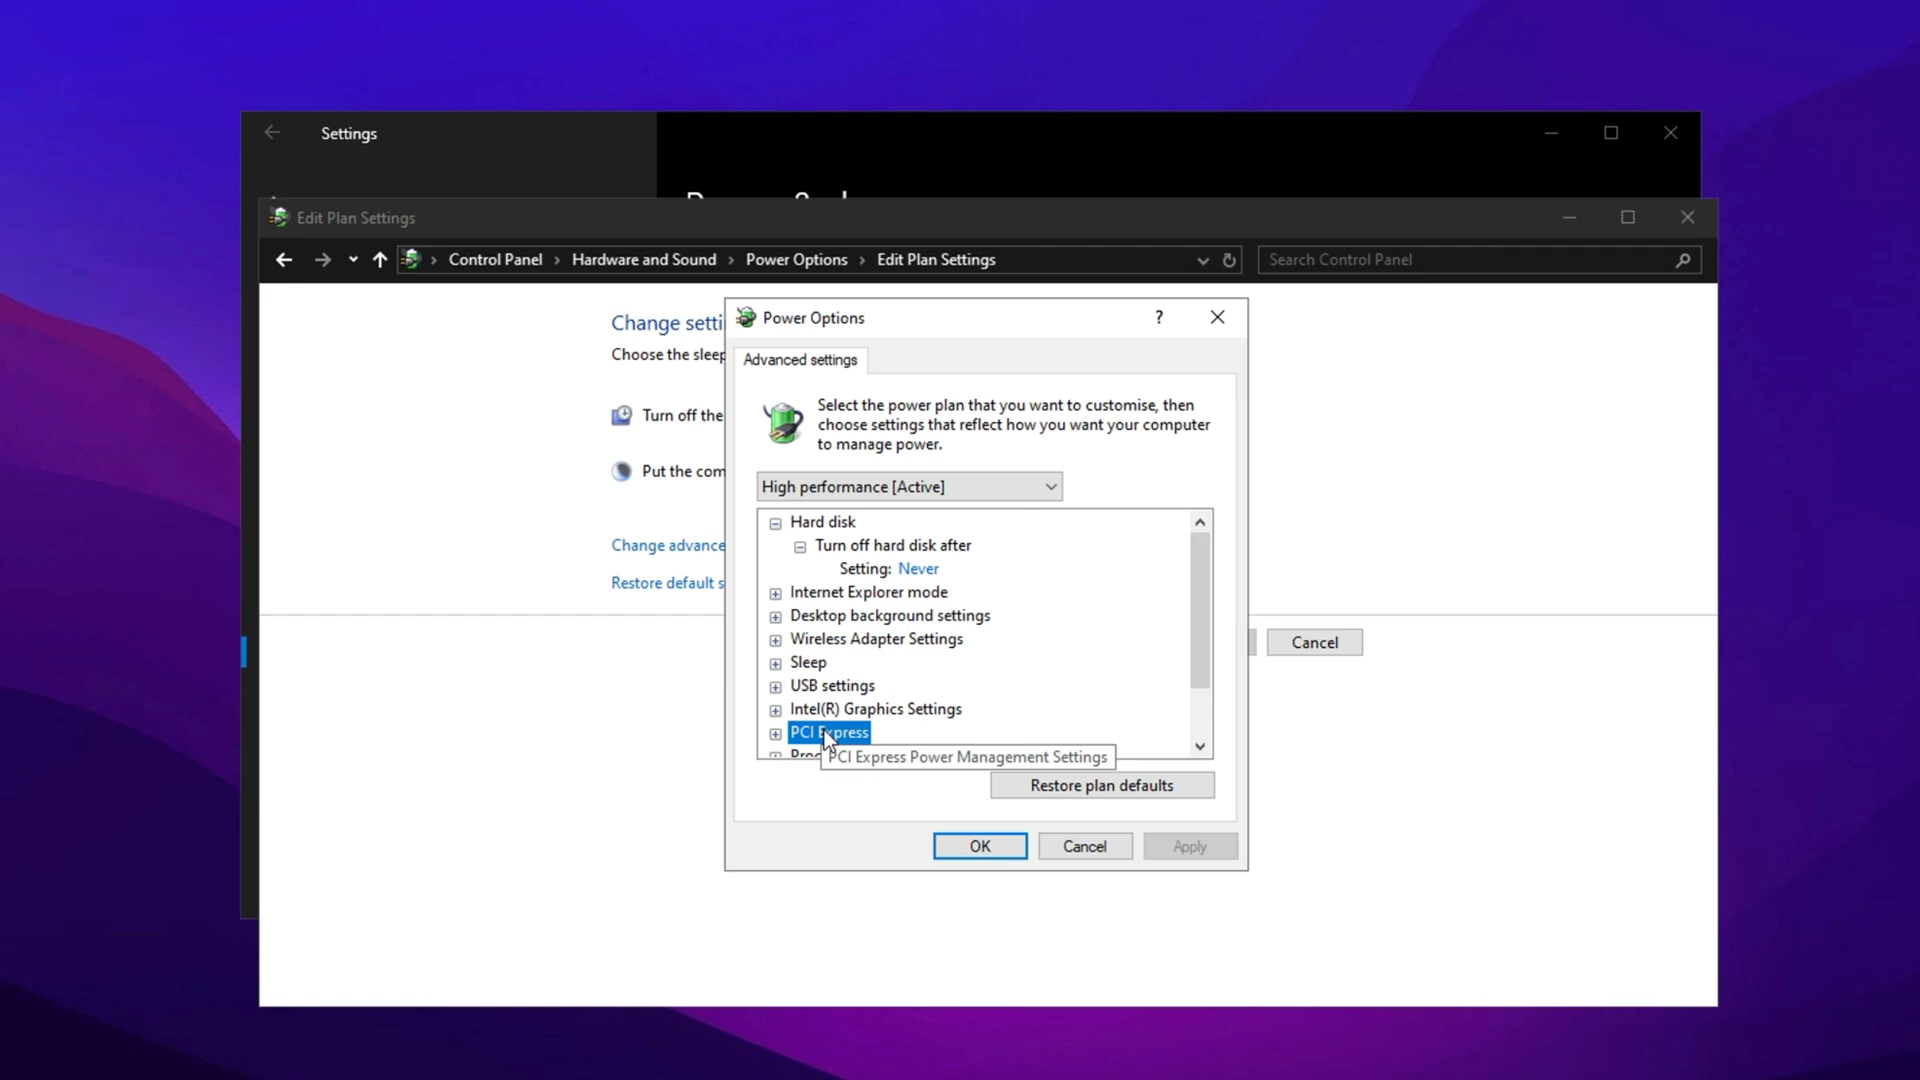 Settings
Edit Plan Settings
Control Panel > Hardware and Sound > Power Options > Edit Plan Settings
Search Control Panel
Change setti
Choose the sleep
Turn off the
Put the com
Change advance
Restore default s
Power Options
?
Advanced settings
Select the power plan that you want to customise, then
choose settings that reflect how you want your computer
to manage power.
High performance [Active]
Hard disk
Turn off hard disk after
Setting: Never
Internet Explorer mode
Desktop background settings
Wireless Adapter Settings
Sleep
USB settings
Intel(R) Graphics Settings
PCI Express
PCI Express Power Management Settings
Restore plan defaults
OK
Cancel
Apply
Cancel